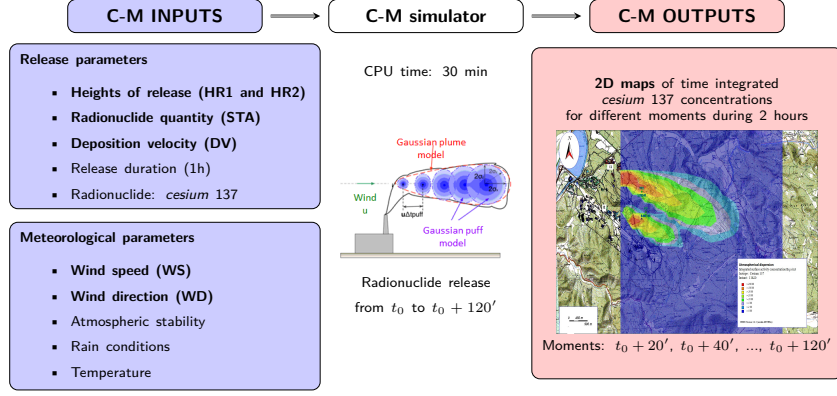 C-M INPUTS
C-M simulator
C-M OUTPUTS
Release parameters
Heights of release (HR1 and HR2)
Radionuclide quantity (STA)
Deposition velocity (DV)
Release duration (1h)
Radionuclide: cesium 137
Meteorological parameters
Wind speed (WS)
Wind direction (WD)
Atmospheric stability
Rain conditions
Temperature
CPU time: 30 min
Gaussian plume
model
Wind
u
uΔtpuff
Gaussian puff
model
Radionuclide release
from t₀ to t₀ + 120′
2D maps of time integrated
cesium 137 concentrations
for different moments during 2 hours
Moments: t₀ + 20′, t₀ + 40′, ..., t₀ + 120′